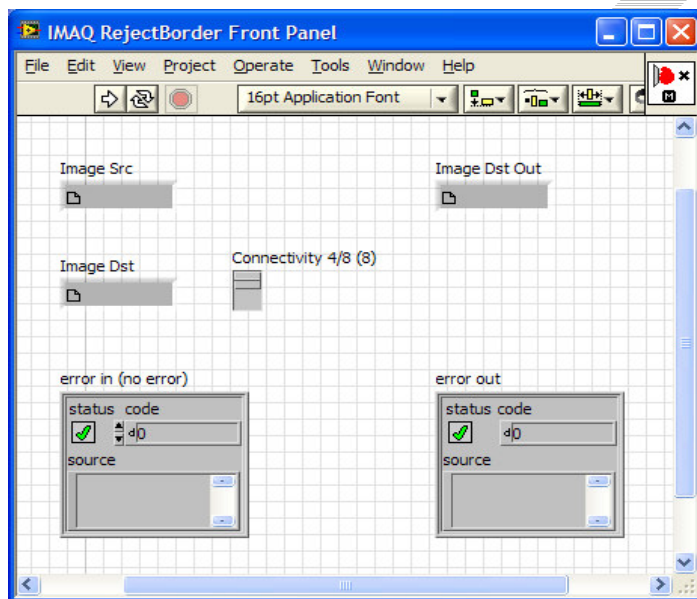 IMAQ RejectBorder Front Panel
File Edit View Project Operate Tools Window Help
16pt Application Font
M
Image Src
Image Dst Out
Image Dst
Connectivity 4/8 (8)
error in (no error)
error out
status code
d0
source
status code
d0
source